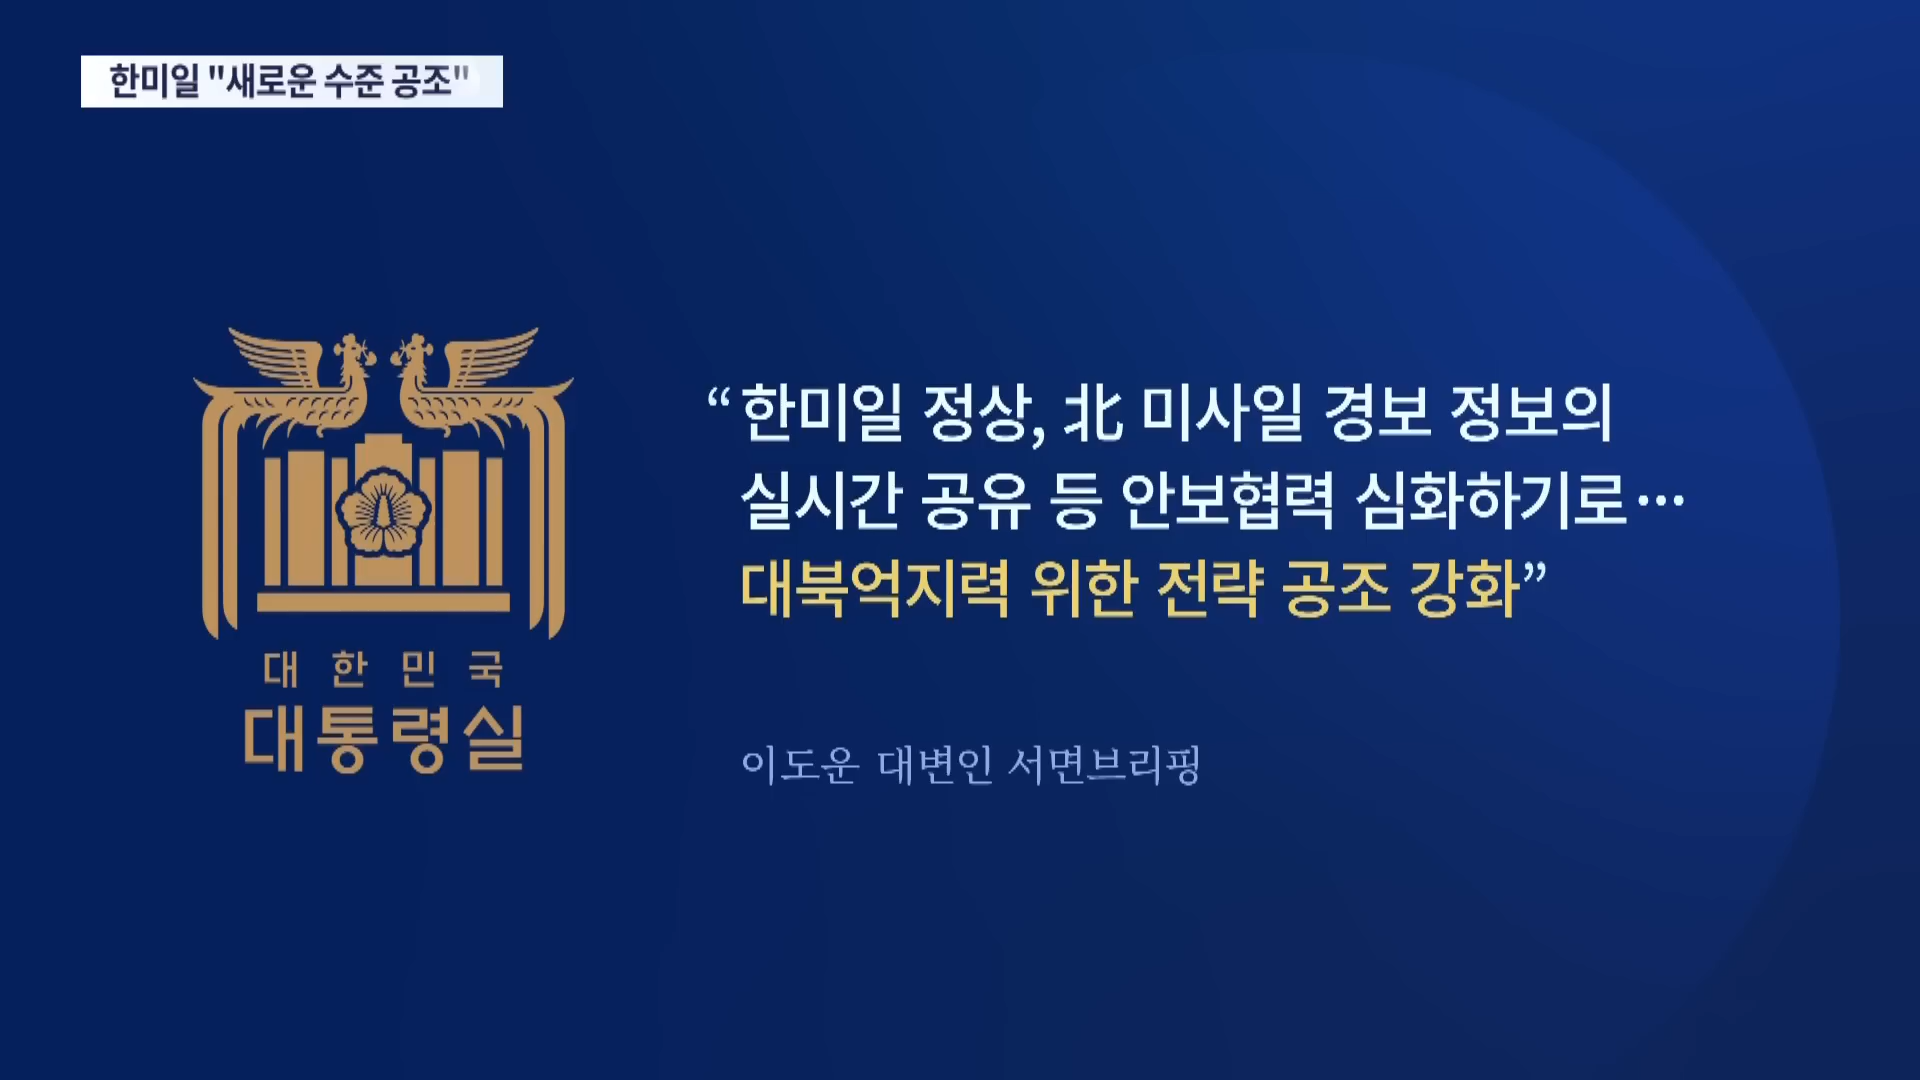 한미일 "새로운 수준 공조"
“한미일 정상, 北 미사일 경보 정보의
실시간 공유 등 안보협력 심화하기로…
대북억지력 위한 전략 공조 강화”
이도운 대변인 서면브리핑
대한민국
대통령실